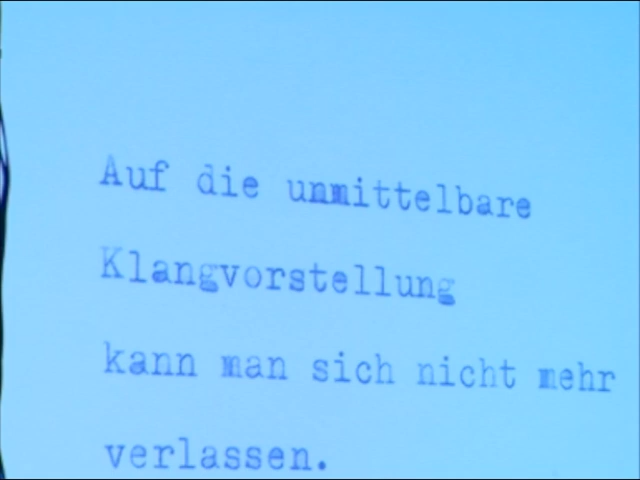 Auf die unmittelbare
Klangvorstellung
kann man sich nicht mehr
verlassen.